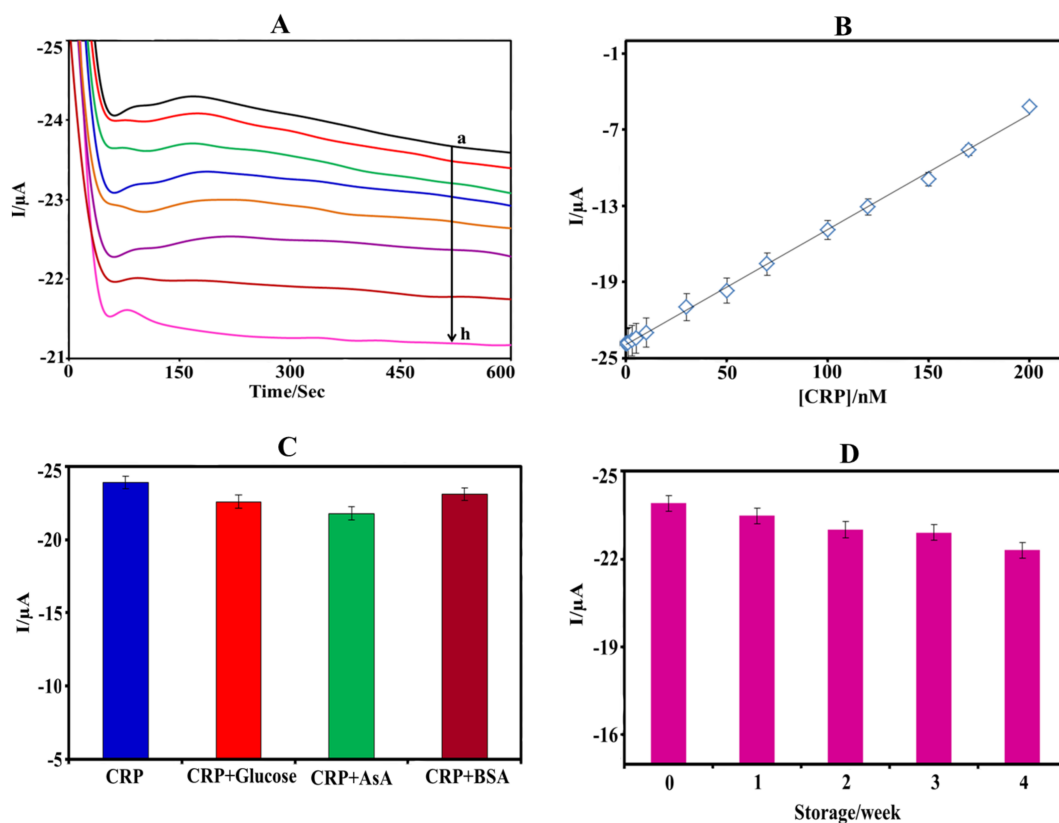 A
-25
-24
-23
-22
-21
I/µA
a
h
0
150
300
450
600
Time/Sec
B
-1
-7
-13
-19
-25
I/µA
0
50
100
150
200
[CRP]/nM
C
-25
-20
-15
-10
-5
I/µA
CRP
CRP+Glucose
CRP+AsA
CRP+BSA
D
-25
-22
-19
-16
I/µA
0
1
2
3
4
Storage/week